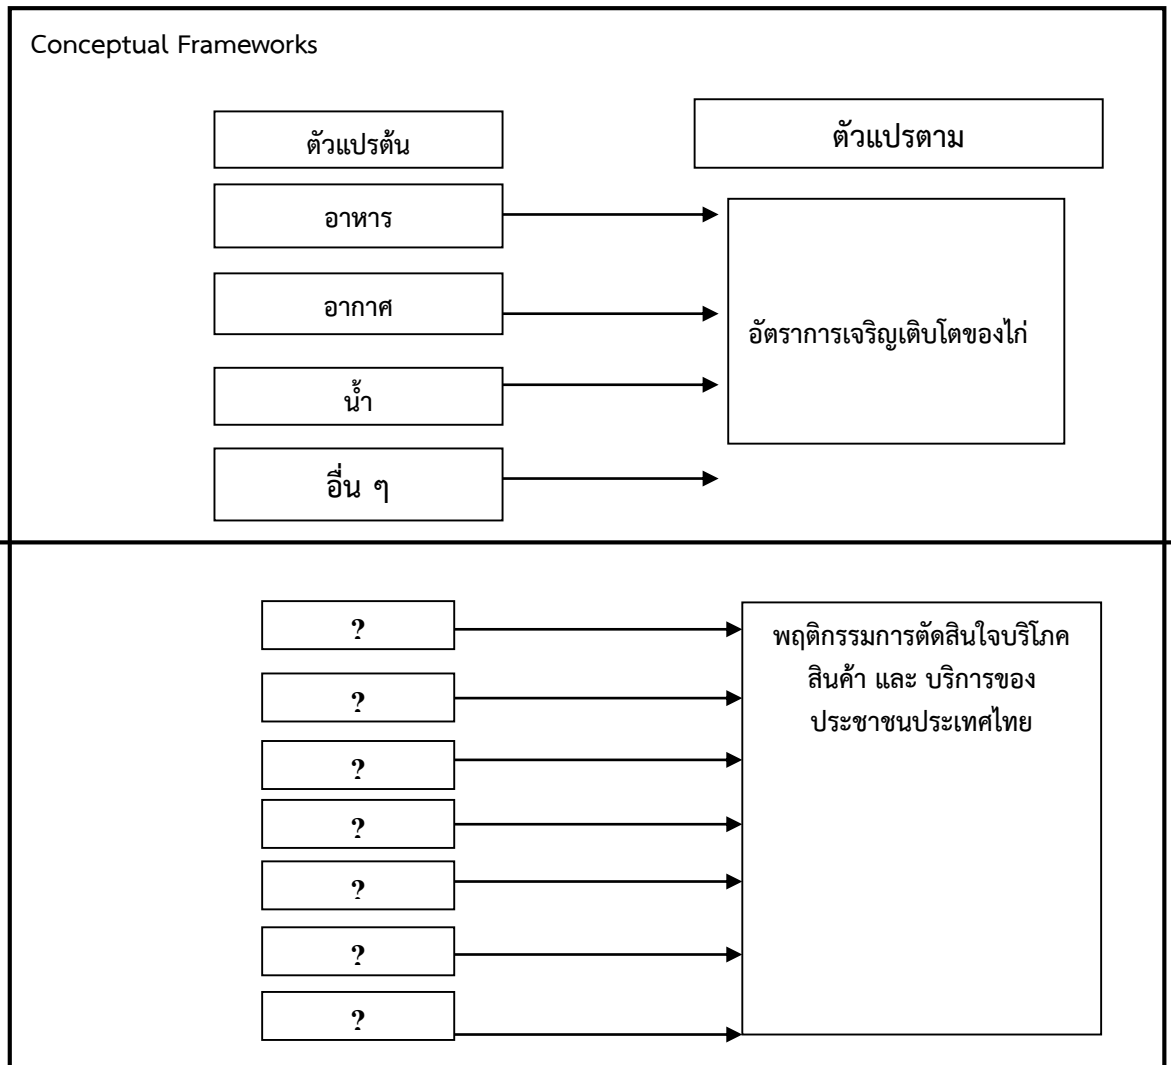 Conceptual Frameworks
ตัวแปรต้น
ตัวแปรตาม
อาหาร
อากาศ
น้ำ
อื่น ๆ
อัตราการเจริญเติบโตของไก่
?
?
?
?
?
?
?
พฤติกรรมการตัดสินใจบริโภค
สินค้า และ บริการของ
ประชาชนประเทศไทย